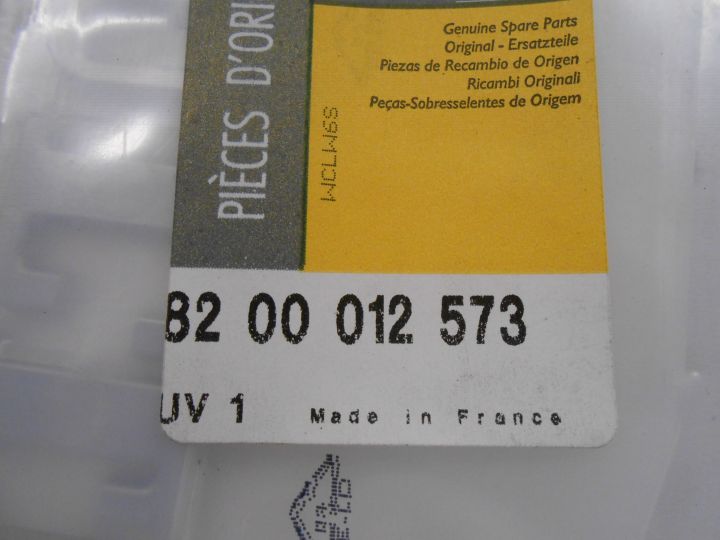 Genuine Spare Parts
Original - Ersatzteile
Piezas de Recambio de Origen
Ricambi Originali
Peças-Sobresselentes de Origem
PIÈCES D'ORI
82 00 012 573
UV 1
Made in France